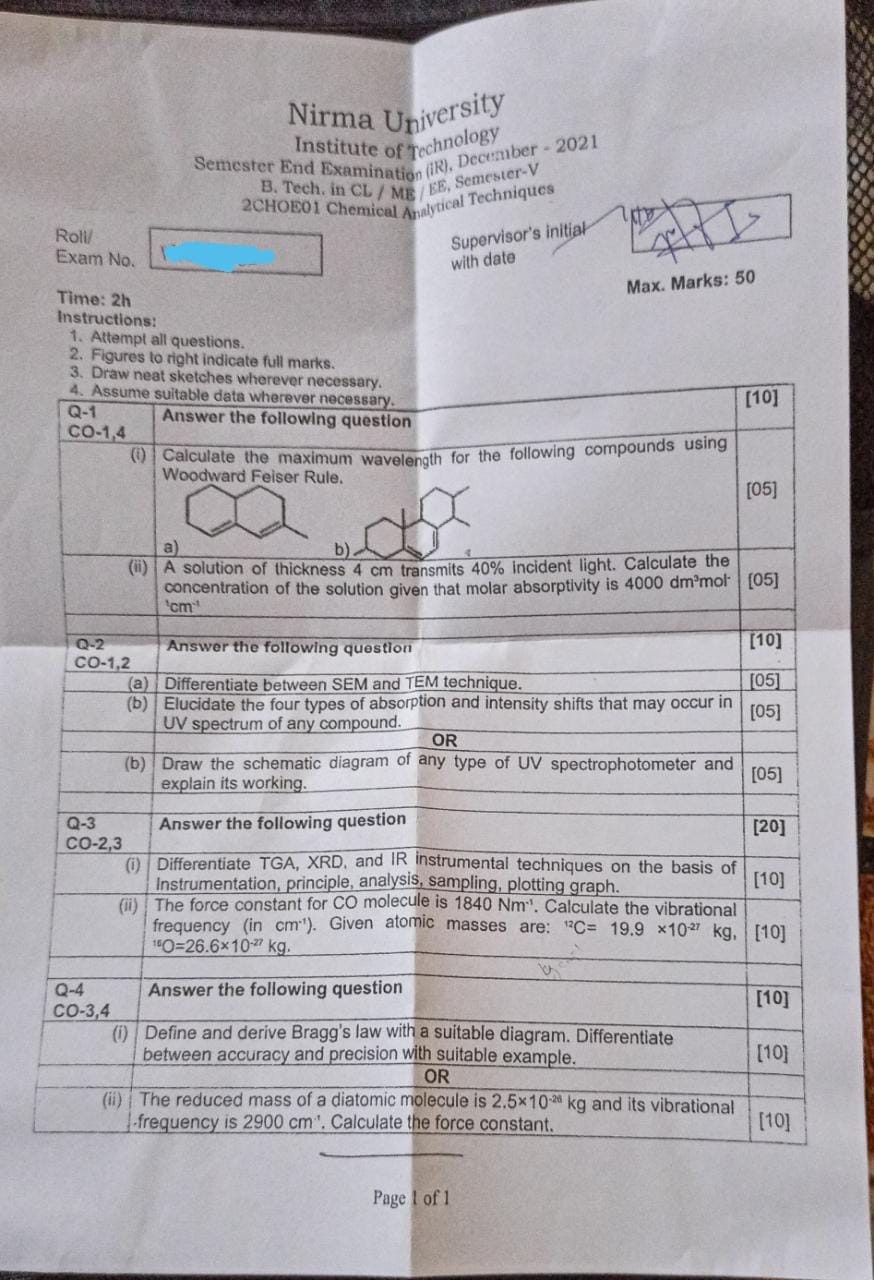 Nirma University
Institute of Technology
Semester End Examination (IR), December - 2021
B. Tech. in CL / ME / EE, Semester-V
2CHOE01 Chemical Analytical Techniques
Roll/
Exam No.
Supervisor's initial
with date
Max. Marks: 50
Time: 2h
Instructions:
1. Attempt all questions.
2. Figures to right indicate full marks.
3. Draw neat sketches wherever necessary.
4. Assume suitable data wherever necessary.
Q-1 Answer the following question [10]
CO-1,4
(i) Calculate the maximum wavelength for the following compounds using
Woodward Feiser Rule.
[05]
a) b)
(ii) A solution of thickness 4 cm transmits 40% incident light. Calculate the
concentration of the solution given that molar absorptivity is 4000 dm³mol⁻ [05]
¹cm⁻¹
Q-2 Answer the following question [10]
CO-1,2
(a) Differentiate between SEM and TEM technique. [05]
(b) Elucidate the four types of absorption and intensity shifts that may occur in
UV spectrum of any compound. [05]
OR
(b) Draw the schematic diagram of any type of UV spectrophotometer and
explain its working. [05]
Q-3 Answer the following question [20]
CO-2,3
(i) Differentiate TGA, XRD, and IR instrumental techniques on the basis of
Instrumentation, principle, analysis, sampling, plotting graph. [10]
(ii) The force constant for CO molecule is 1840 Nm⁻¹. Calculate the vibrational
frequency (in cm⁻¹). Given atomic masses are: ¹²C= 19.9 ×10⁻²⁷ kg, [10]
¹⁶O=26.6×10⁻²⁷ kg.
Q-4 Answer the following question [10]
CO-3,4
(i) Define and derive Bragg's law with a suitable diagram. Differentiate
between accuracy and precision with suitable example. [10]
OR
(ii) The reduced mass of a diatomic molecule is 2.5×10⁻²⁶ kg and its vibrational
frequency is 2900 cm⁻¹. Calculate the force constant. [10]
Page 1 of 1